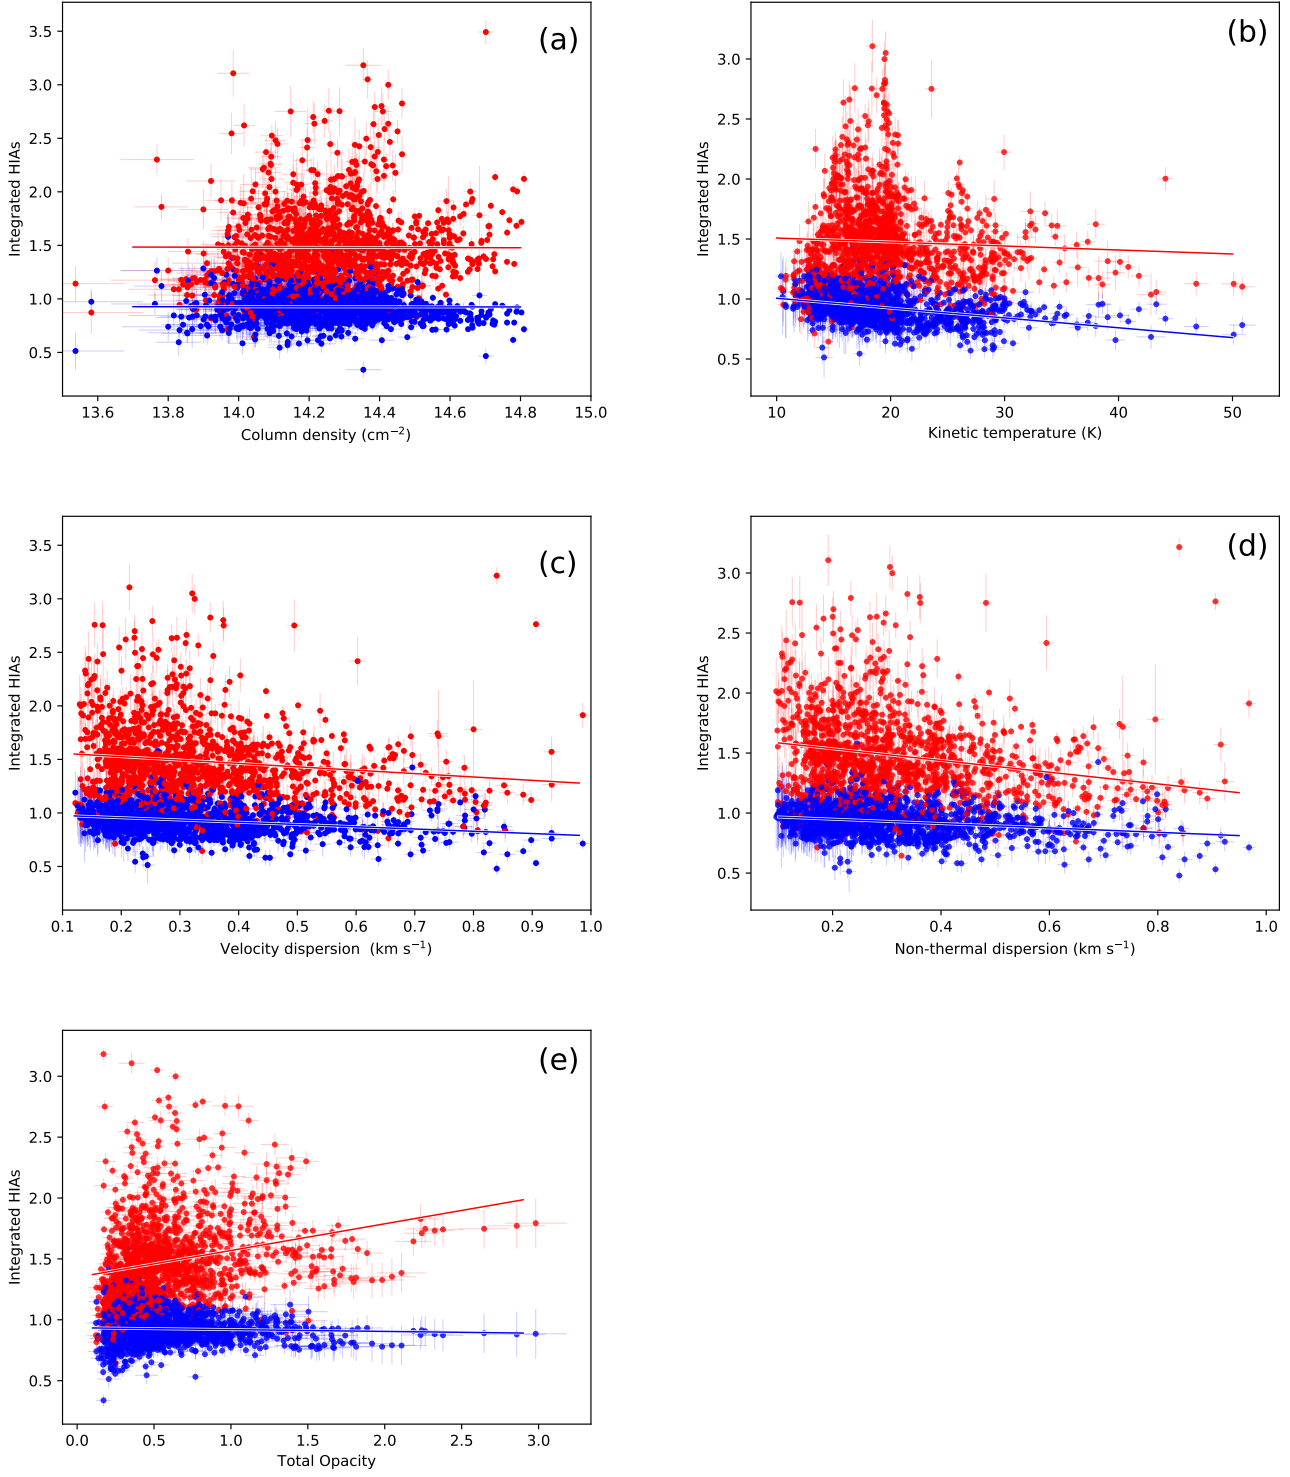 (a)
3.5
3.0
2.5
2.0
1.5
1.0
0.5
Integrated HIAs
13.6 13.8 14.0 14.2 14.4 14.6 14.8 15.0
Column density (cm⁻²)
(b)
3.0
2.5
2.0
1.5
1.0
0.5
Integrated HIAs
10 20 30 40 50
Kinetic temperature (K)
(c)
3.5
3.0
2.5
2.0
1.5
1.0
0.5
Integrated HIAs
0.1 0.2 0.3 0.4 0.5 0.6 0.7 0.8 0.9 1.0
Velocity dispersion (km s⁻¹)
(d)
3.0
2.5
2.0
1.5
1.0
0.5
Integrated HIAs
0.2 0.4 0.6 0.8 1.0
Non-thermal dispersion (km s⁻¹)
(e)
3.0
2.5
2.0
1.5
1.0
0.5
Integrated HIAs
0.0 0.5 1.0 1.5 2.0 2.5 3.0
Total Opacity